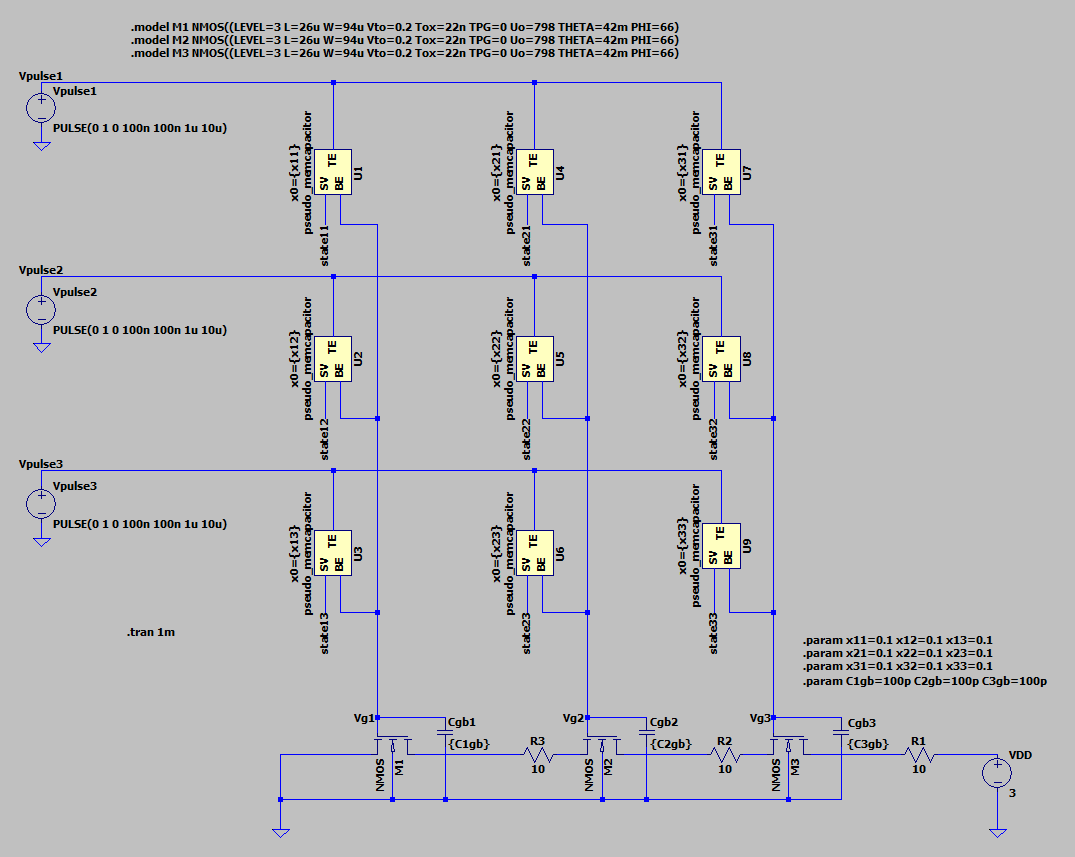 .model M1 NMOS((LEVEL=3 L=26u W=94u Vto=0.2 Tox=22n TPG=0 Uo=798 THETA=42m PHI=66)
.model M2 NMOS((LEVEL=3 L=26u W=94u Vto=0.2 Tox=22n TPG=0 Uo=798 THETA=42m PHI=66)
.model M3 NMOS((LEVEL=3 L=26u W=94u Vto=0.2 Tox=22n TPG=0 Uo=798 THETA=42m PHI=66)
Vpulse1
Vpulse1
PULSE(0 1 0 100n 100n 1u 10u)
x0={x11}
pseudo_memcapacitor
TE
SV
BE
U1
state11
x0={x21}
pseudo_memcapacitor
TE
SV
BE
U4
state21
x0={x31}
pseudo_memcapacitor
TE
SV
BE
U7
state31
Vpulse2
Vpulse2
PULSE(0 1 0 100n 100n 1u 10u)
x0={x12}
pseudo_memcapacitor
TE
SV
BE
U2
state12
x0={x22}
pseudo_memcapacitor
TE
SV
BE
U5
state22
x0={x32}
pseudo_memcapacitor
TE
SV
BE
U8
state32
Vpulse3
Vpulse3
PULSE(0 1 0 100n 100n 1u 10u)
x0={x13}
pseudo_memcapacitor
TE
SV
BE
U3
state13
x0={x23}
pseudo_memcapacitor
TE
SV
BE
U6
state23
x0={x33}
pseudo_memcapacitor
TE
SV
BE
U9
state33
.tran 1m
.param x11=0.1 x12=0.1 x13=0.1
.param x21=0.1 x22=0.1 x23=0.1
.param x31=0.1 x32=0.1 x33=0.1
.param C1gb=100p C2gb=100p C3gb=100p
Vg1
Cgb1
{C1gb}
NMOS
M1
R3
10
Vg2
Cgb2
{C2gb}
NMOS
M2
R2
10
Vg3
Cgb3
{C3gb}
NMOS
M3
R1
10
VDD
3